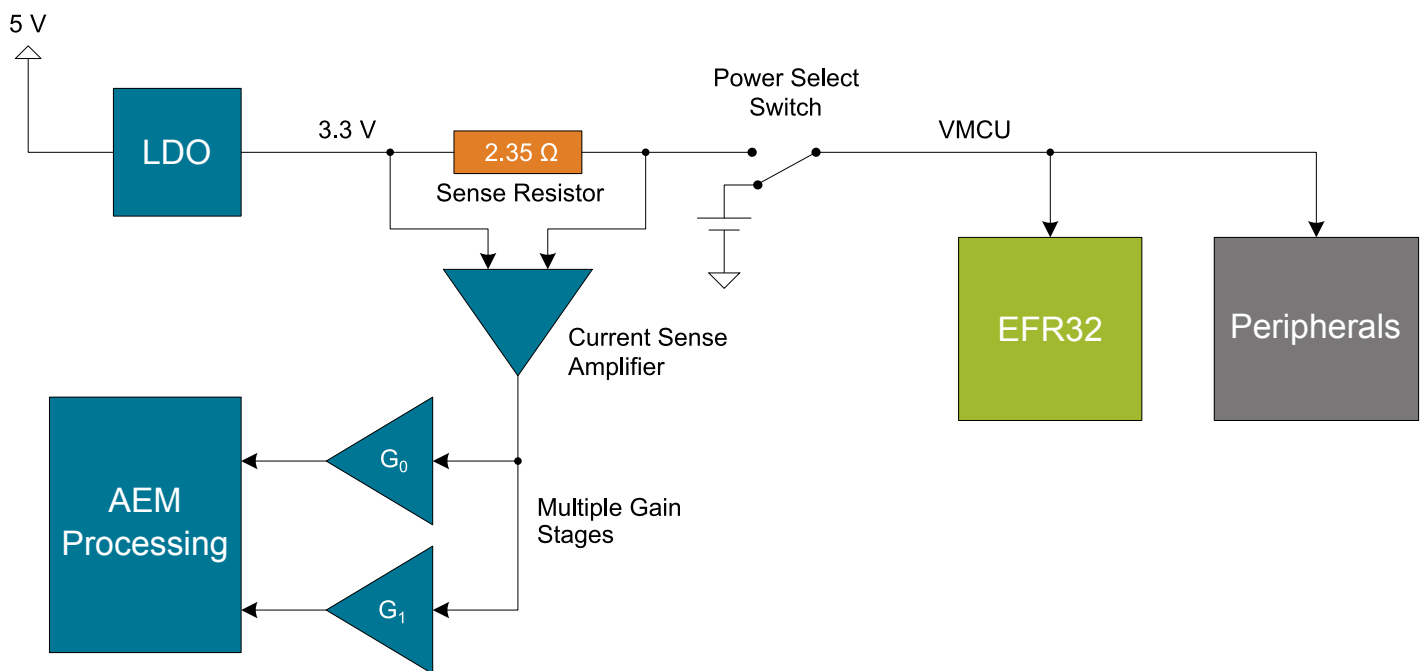 5 V
LDO
3.3 V
2.35 Ω
Sense Resistor
Power Select
Switch
VMCU
EFR32
Peripherals
Current Sense
Amplifier
AEM
Processing
G0
G1
Multiple Gain
Stages